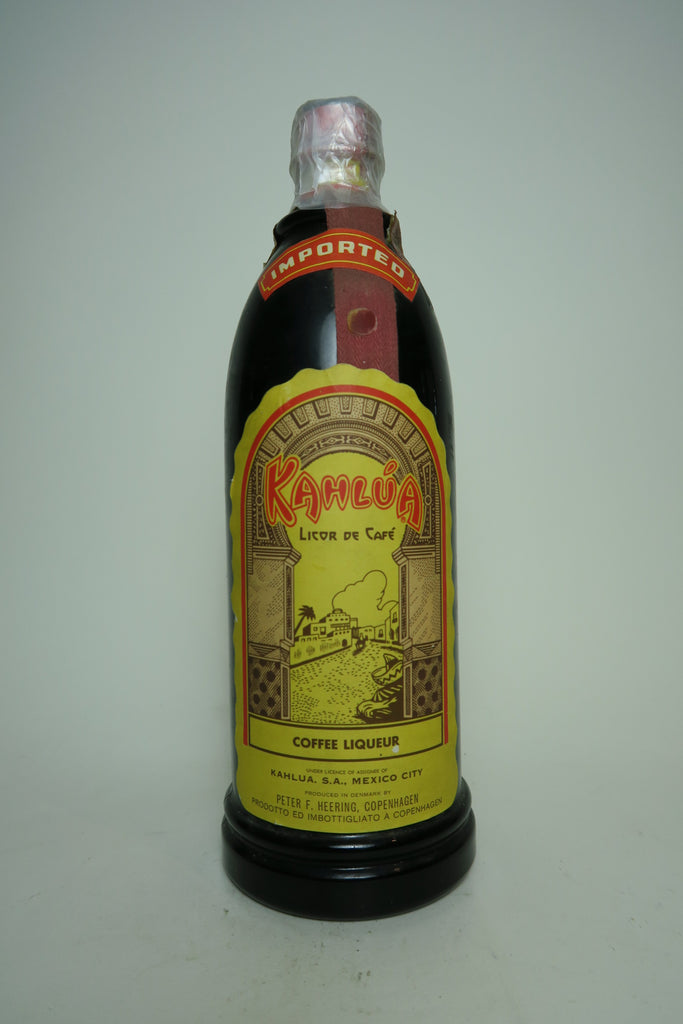 IMPORTED
KAHLÚA
LICOR DE CAFÉ
COFFEE LIQUEUR
UNDER LICENCE OF ASSIGNEE OF
KAHLUA, S.A., MEXICO CITY
PRODUCED IN DENMARK BY
PETER F. HEERING, COPENHAGEN
PRODOTTO ED IMBOTTIGLIATO A COPENHAGEN